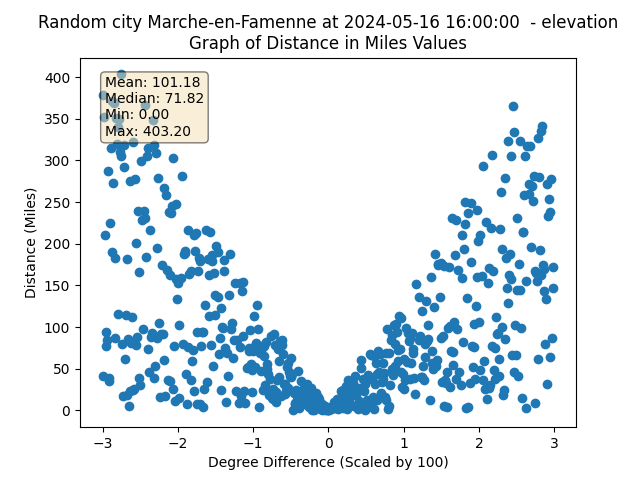 Random city Marche-en-Famenne at 2024-05-16 16:00:00  - elevation
Graph of Distance in Miles Values
Mean: 101.18
Median: 71.82
Min: 0.00
Max: 403.20
Distance (Miles)
400
350
300
250
200
150
100
50
0
−3 −2 −1 0 1 2 3
Degree Difference (Scaled by 100)